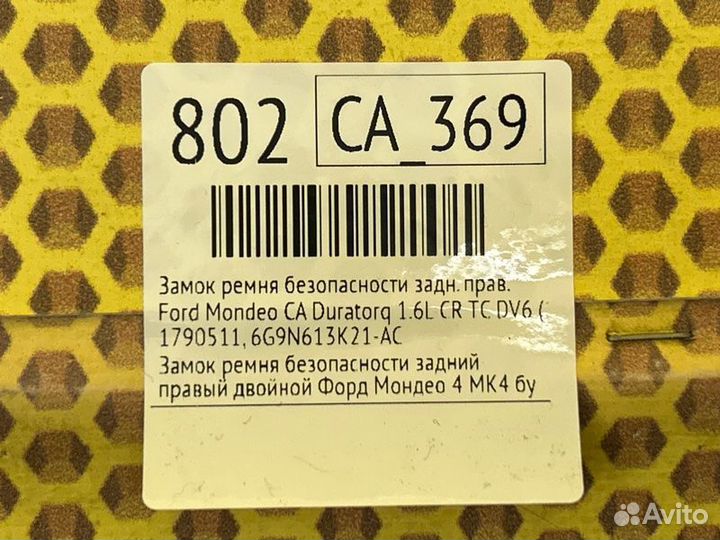 802 CA_369
Замок ремня безопасности задн. прав.
Ford Mondeo CA Duratorq 1.6L CR TC DV6 (
1790511, 6G9N613K21-AC
Замок ремня безопасности задний
правый двойной Форд Мондео 4 МК4 бу
Avito